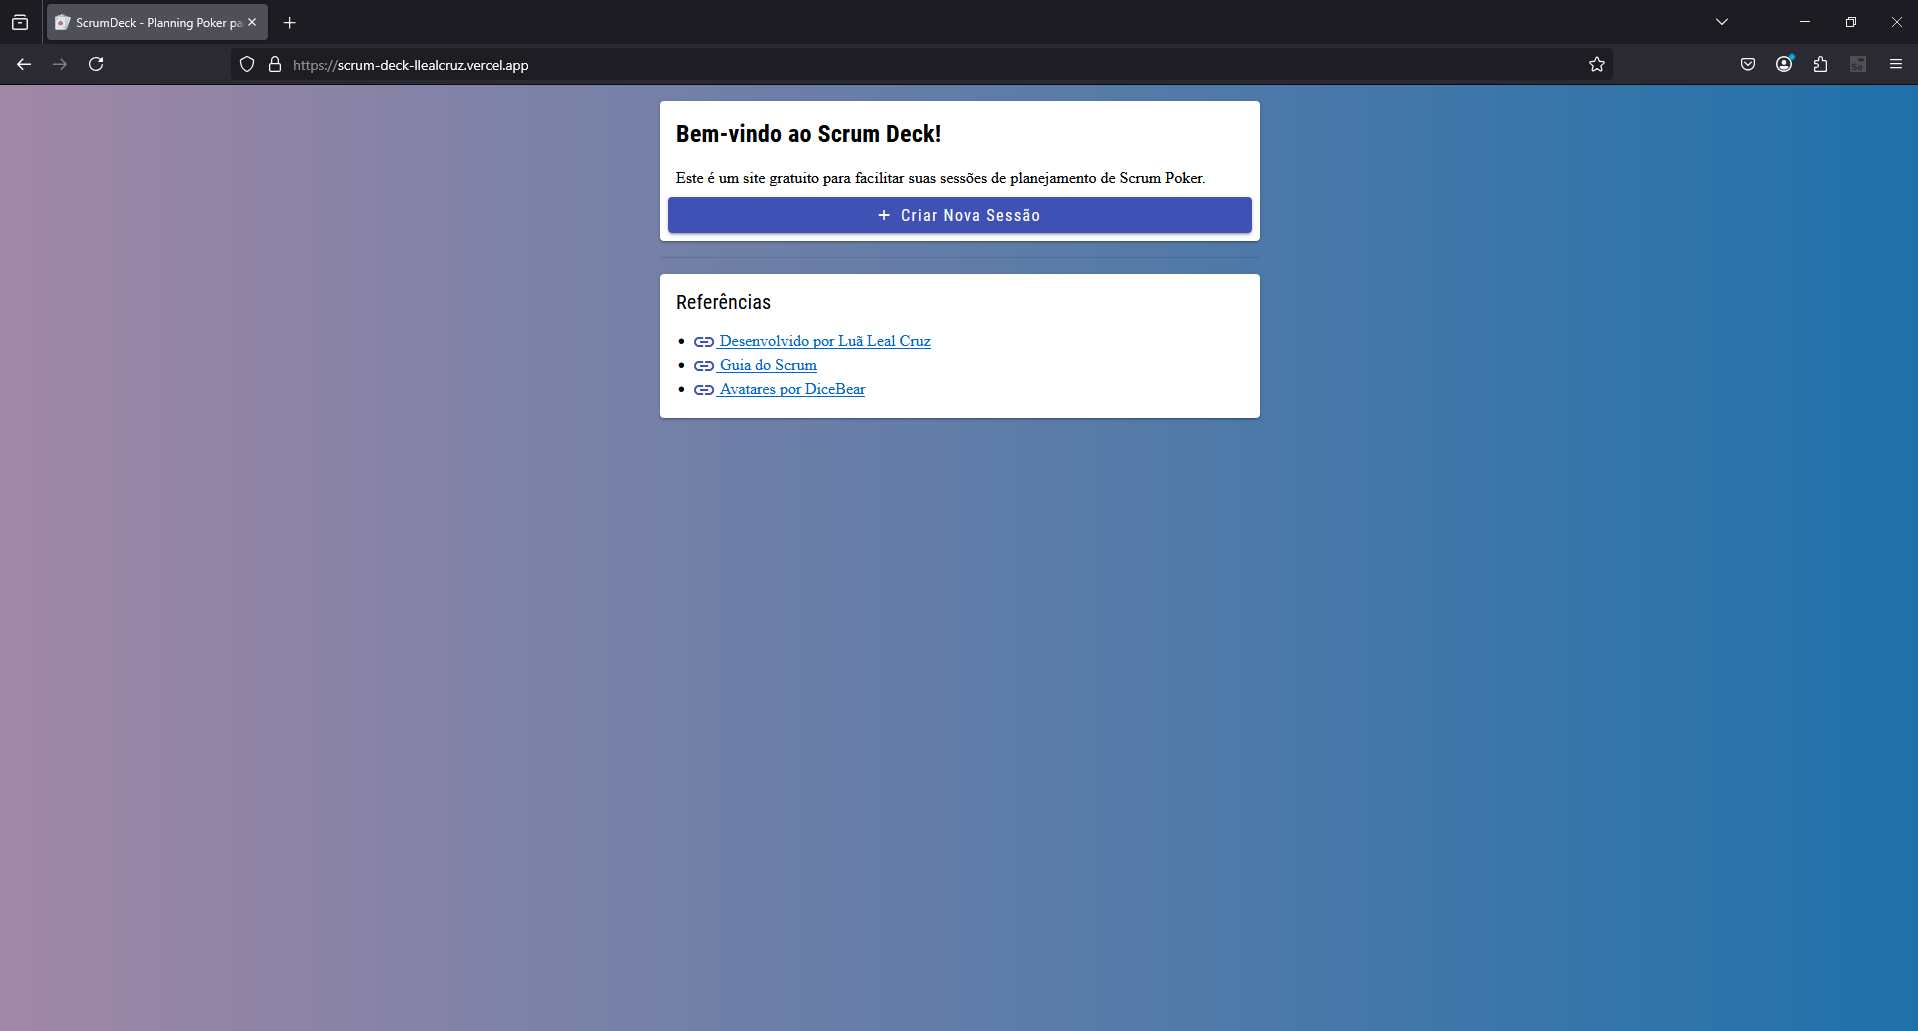 ScrumDeck - Planning Poker pa
https://scrum-deck-llealcruz.vercel.app
Se
Bem-vindo ao Scrum Deck!
Este é um site gratuito para facilitar suas sessões de planejamento de Scrum Poker.
+ Criar Nova Sessão
Referências
Desenvolvido por Luã Leal Cruz
Guia do Scrum
Avatares por DiceBear